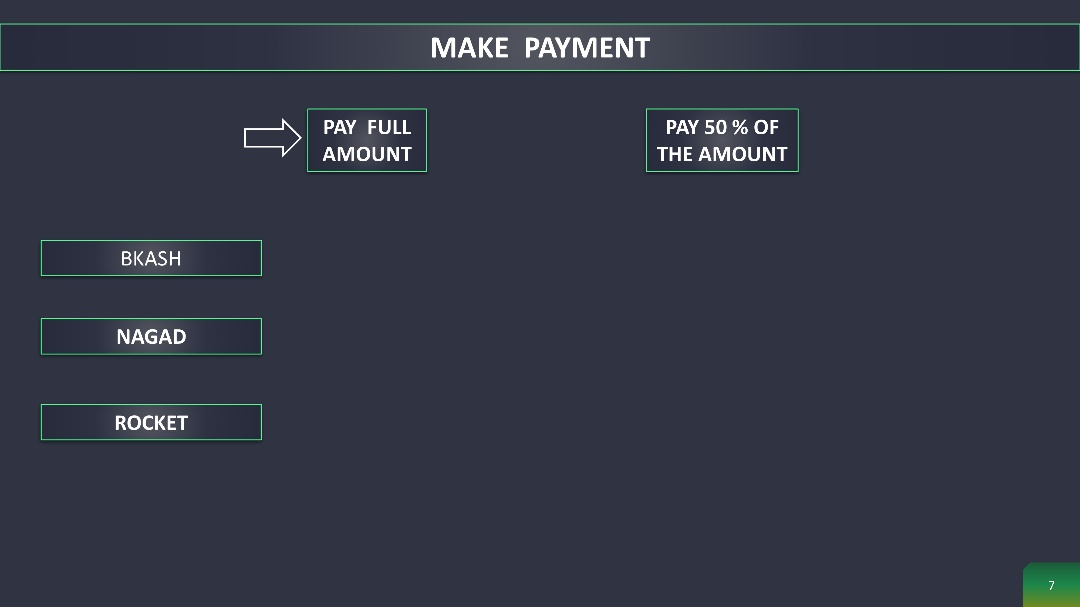 MAKE PAYMENT
PAY FULL
AMOUNT
PAY 50 % OF
THE AMOUNT
BKASH
NAGAD
ROCKET
7